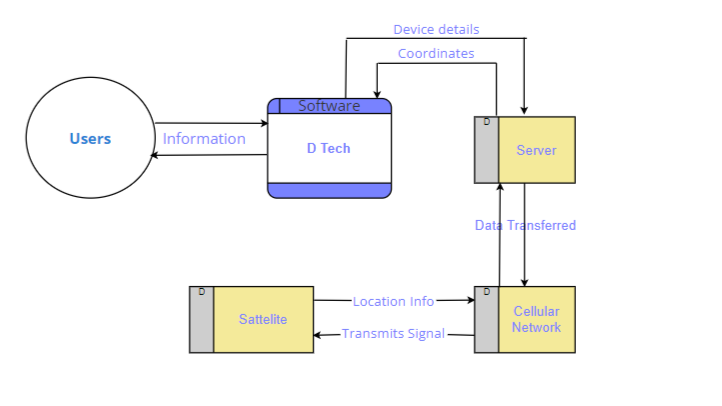 Device details
Coordinates
Software
D
Users
Information
D Tech
Server
Data Transferred
D
D
Location Info
Cellular
Network
Sattelite
Transmits Signal